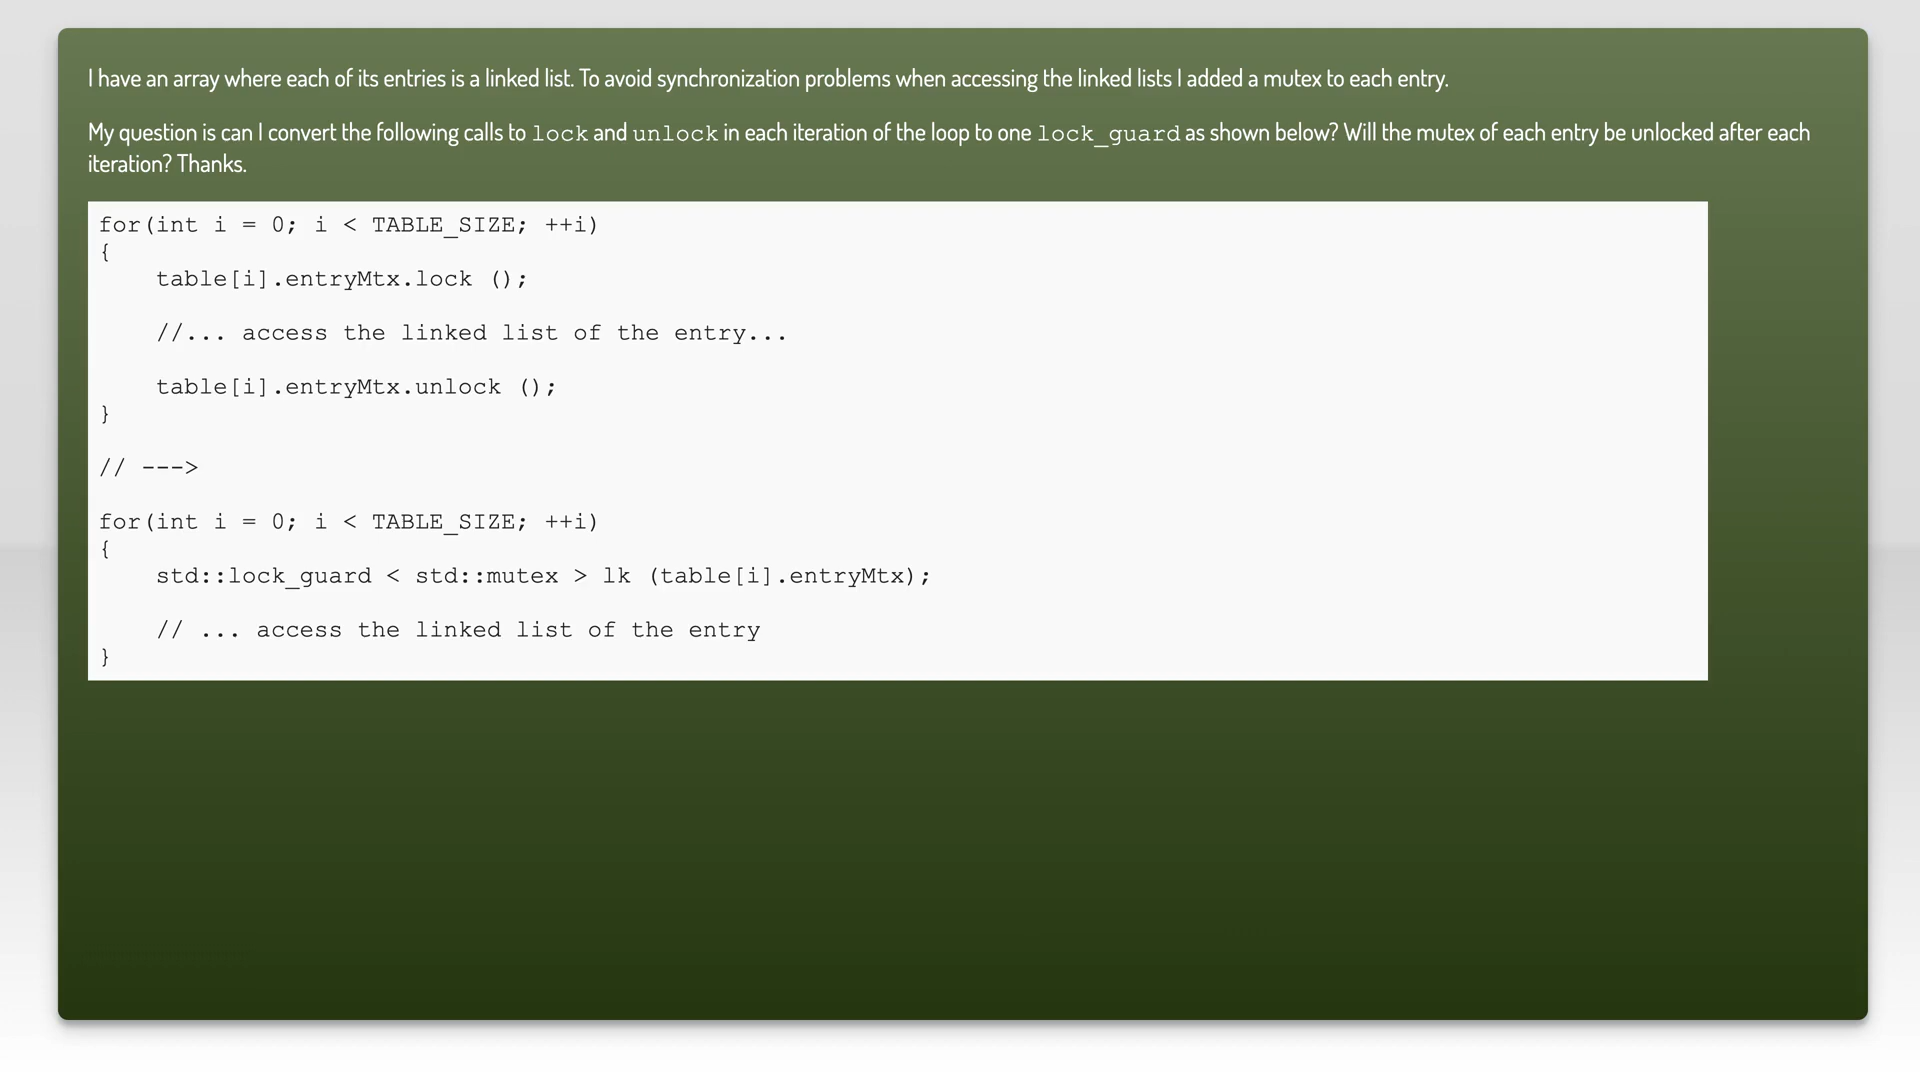 I have an array where each of its entries is a linked list. To avoid synchronization problems when accessing the linked lists I added a mutex to each entry.
My question is can I convert the following calls to lock and unlock in each iteration of the loop to one lock_guard as shown below? Will the mutex of each entry be unlocked after each
iteration? Thanks.
for(int i = 0; i < TABLE_SIZE; ++i)
{
    table[i].entryMtx.lock ();
    //... access the linked list of the entry...
    table[i].entryMtx.unlock ();
}
// --->
for(int i = 0; i < TABLE_SIZE; ++i)
{
    std::lock_guard < std::mutex > lk (table[i].entryMtx);
    // ... access the linked list of the entry
}